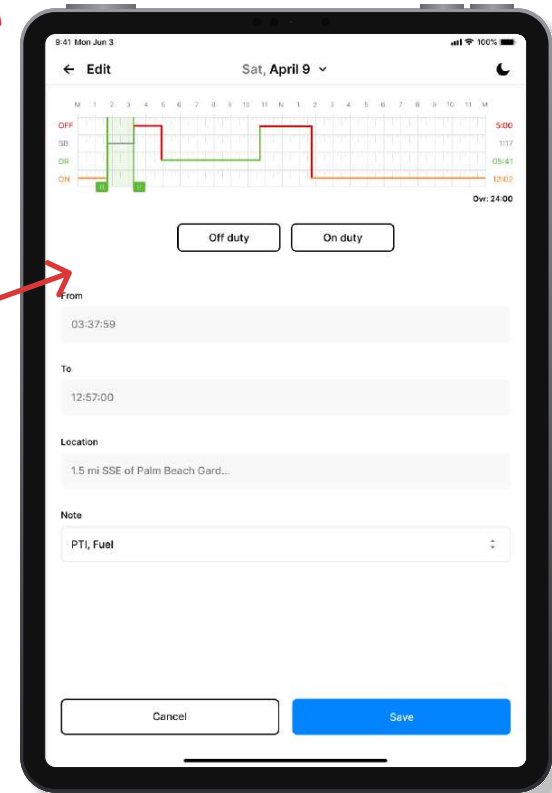 9:41 Mon Jun 3 100%
← Edit Sat, April 9
M 1 2 3 4 5 6 7 8 9 10 11 N 1 2 3 4 5 6 7 8 9 10 11 M
OFF 5:00
SB 1:17
DR 05:41
ON 12:02
Ovr: 24:00
Off duty On duty
From
03:37:59
To
12:57:00
Location
1.5 mi SSE of Palm Beach Gard...
Note
PTI, Fuel
Cancel Save